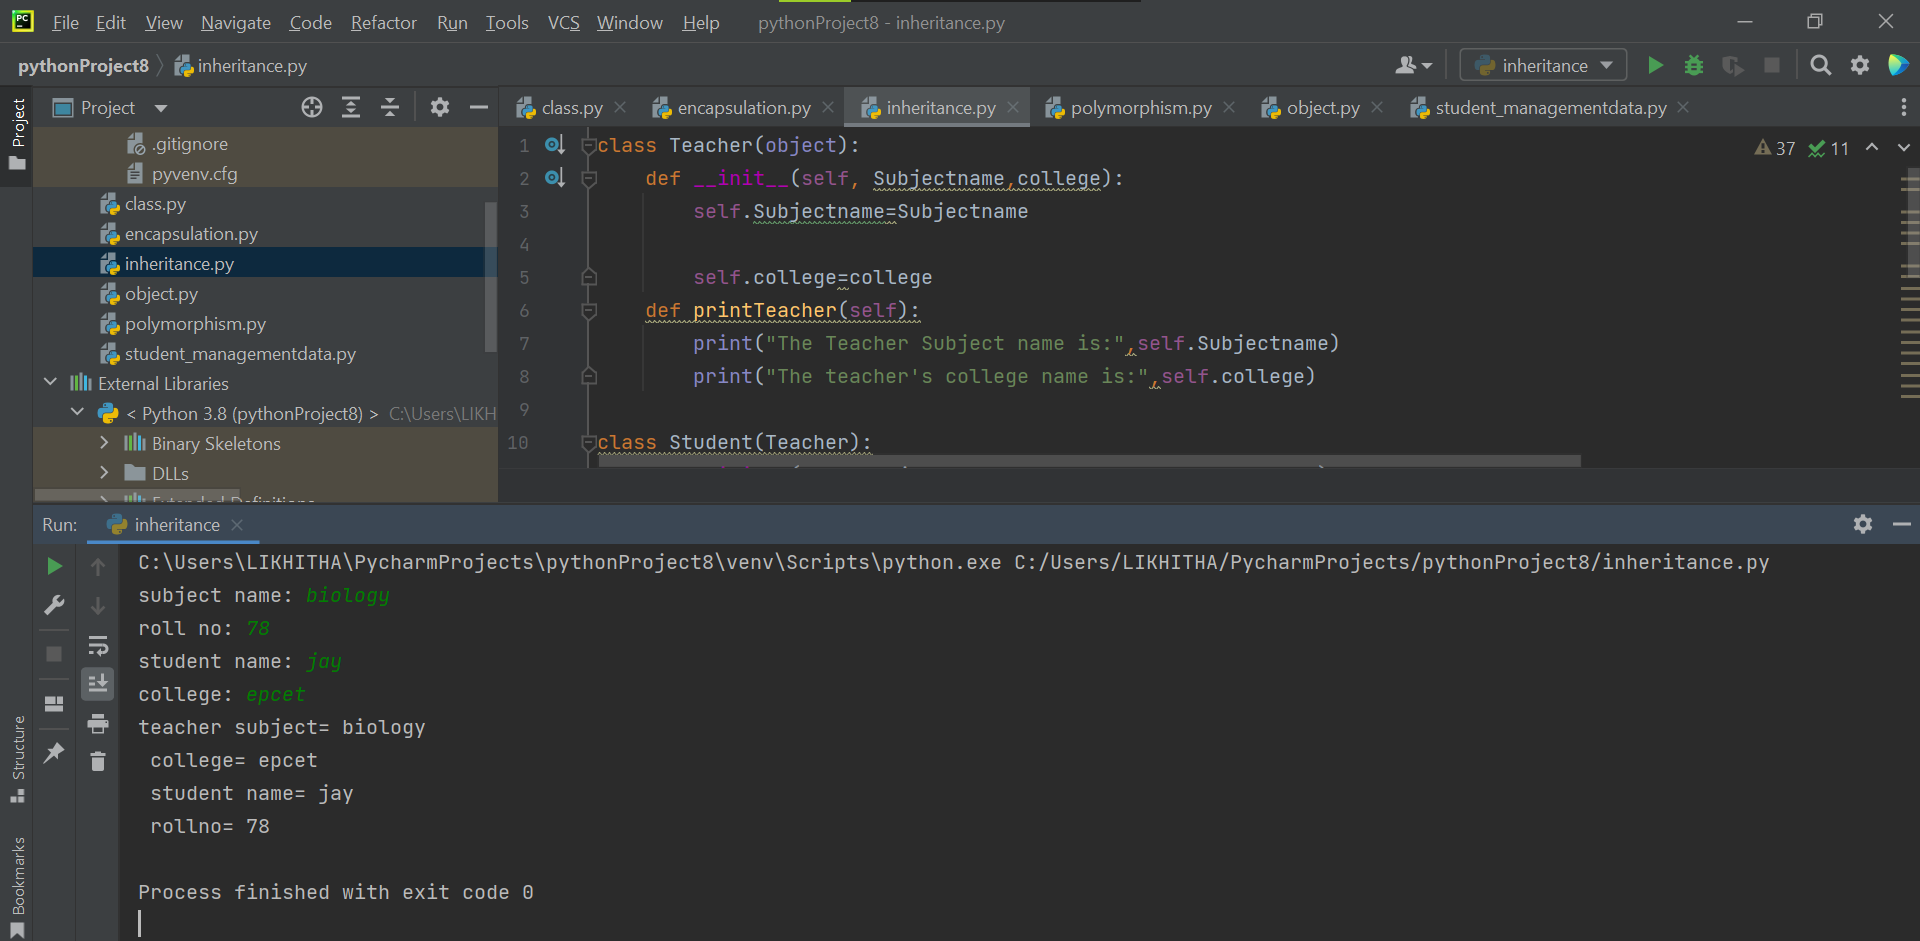 PC File Edit View Navigate Code Refactor Run Tools VCS Window Help pythonProject8 - inheritance.py
pythonProject8 inheritance.py inheritance
Project
Project
class.py encapsulation.py inheritance.py polymorphism.py object.py student_managementdata.py
.gitignore
pyvenv.cfg
class.py
encapsulation.py
inheritance.py
object.py
polymorphism.py
student_managementdata.py
External Libraries
< Python 3.8 (pythonProject8) > C:\Users\LIKH
Binary Skeletons
DLLs
Extended Definitions
37 11
1 class Teacher(object):
2 def __init__(self, Subjectname,college):
3 self.Subjectname=Subjectname
4
5 self.college=college
6 def printTeacher(self):
7 print("The Teacher Subject name is:",self.Subjectname)
8 print("The teacher's college name is:",self.college)
9
10 class Student(Teacher):
Run: inheritance
C:\Users\LIKHITHA\PycharmProjects\pythonProject8\venv\Scripts\python.exe C:/Users/LIKHITHA/PycharmProjects/pythonProject8/inheritance.py
subject name: biology
roll no: 78
student name: jay
college: epcet
teacher subject= biology
college= epcet
student name= jay
rollno= 78
Process finished with exit code 0
Structure
Bookmarks